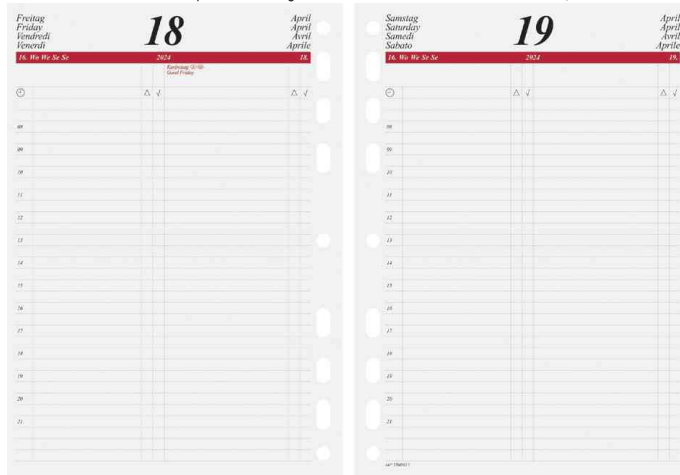 Freitag
Friday
Vendredi
Venerdì
18
April
April
Avril
Aprile
16. Wo We Se Se 2024 18.
Good Friday
08
09
10
11
12
13
14
15
16
17
18
19
20
21
Samstag
Saturday
Samedi
Sabato
19
April
April
Avril
Aprile
16. Wo We Se Se 2024 19.
08
09
10
11
12
13
14
15
16
17
18
19
20
21